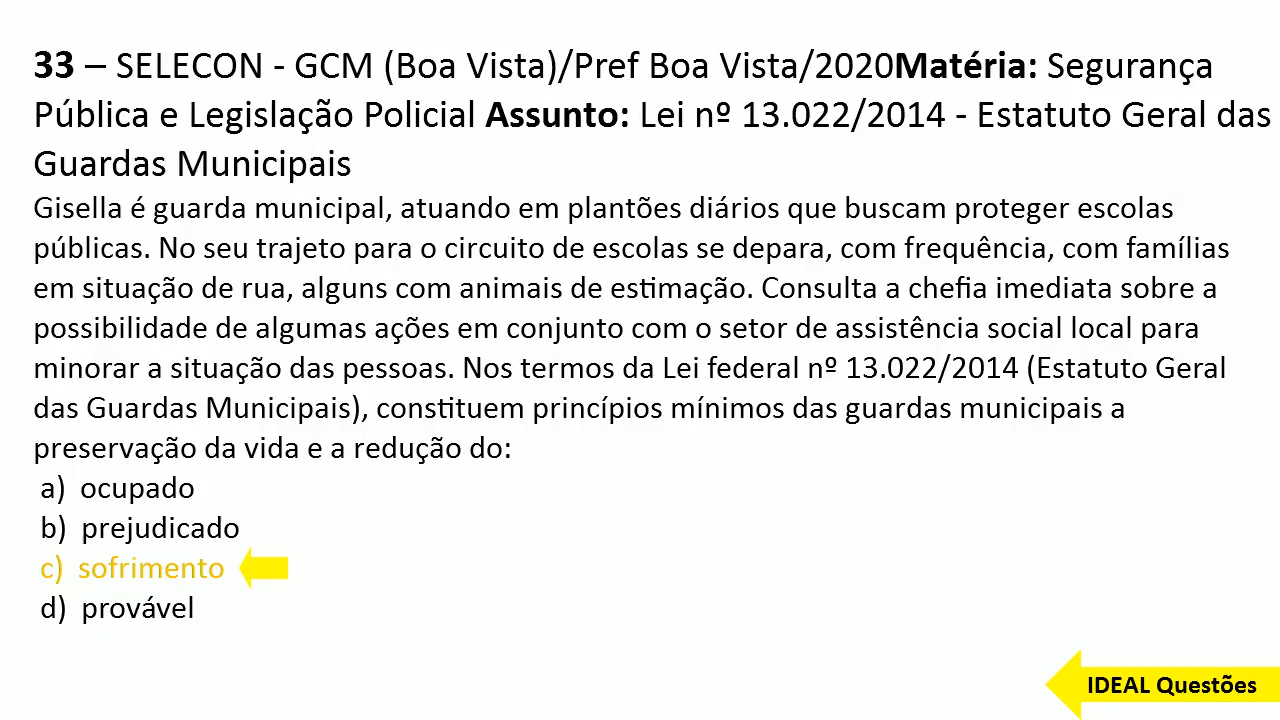 33 – SELECON - GCM (Boa Vista)/Pref Boa Vista/2020Matéria: Segurança
Pública e Legislação Policial Assunto: Lei nº 13.022/2014 - Estatuto Geral das
Guardas Municipais
Gisella é guarda municipal, atuando em plantões diários que buscam proteger escolas
públicas. No seu trajeto para o circuito de escolas se depara, com frequência, com famílias
em situação de rua, alguns com animais de estimação. Consulta a chefia imediata sobre a
possibilidade de algumas ações em conjunto com o setor de assistência social local para
minorar a situação das pessoas. Nos termos da Lei federal nº 13.022/2014 (Estatuto Geral
das Guardas Municipais), constituem princípios mínimos das guardas municipais a
preservação da vida e a redução do:
a) ocupado
b) prejudicado
c) sofrimento
d) provável
IDEAL Questões